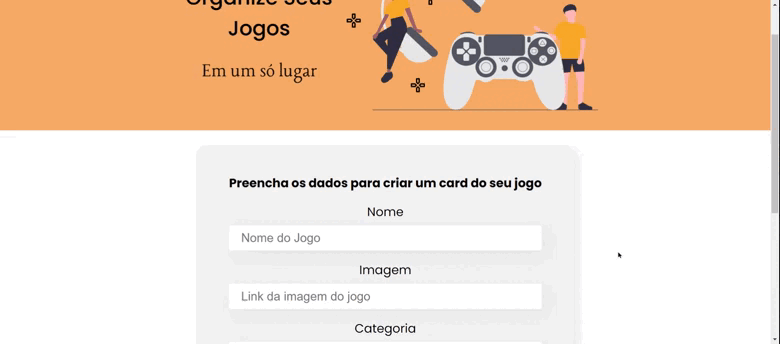 Organize Seus
Jogos
Em um só lugar
Preencha os dados para criar um card do seu jogo
Nome
Nome do Jogo
Imagem
Link da imagem do jogo
Categoria